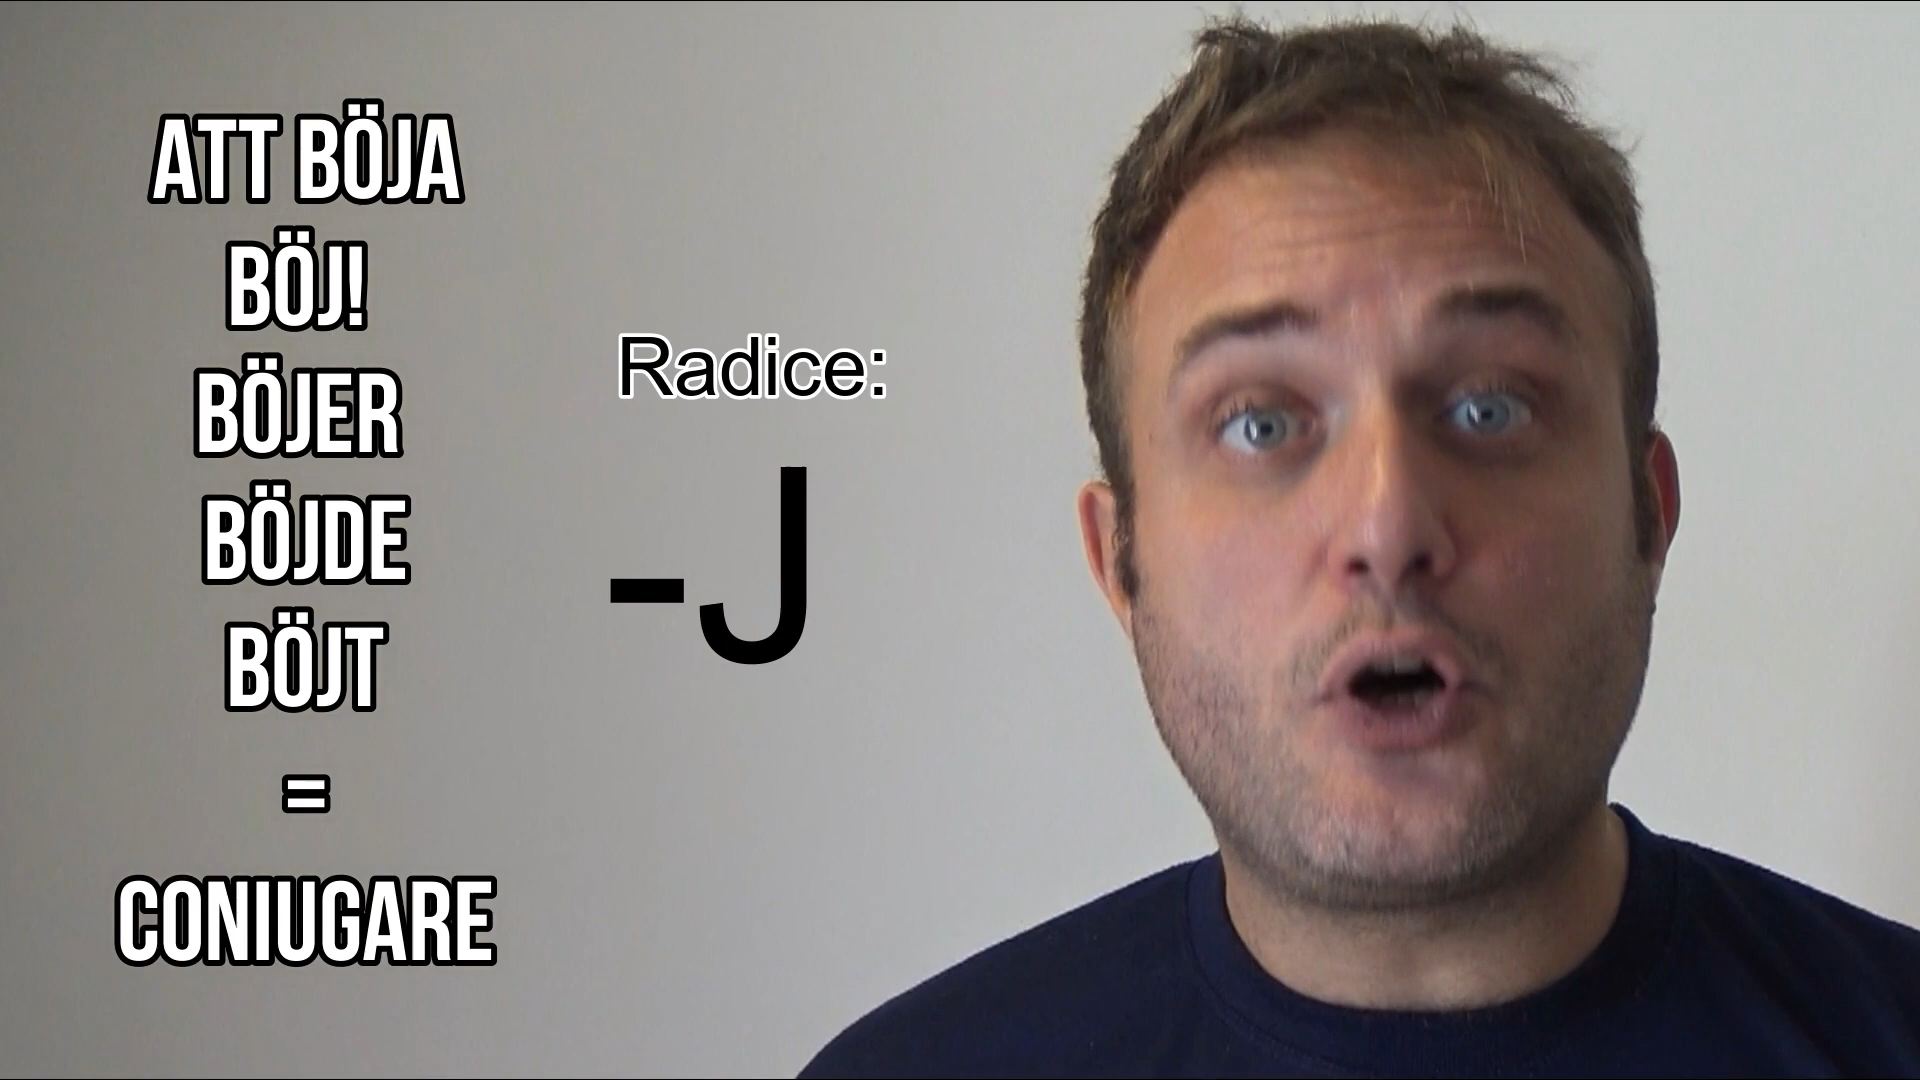 ATT BÖJA
BÖJ!
BÖJER
BÖJDE
BÖJT
=
CONIUGARE
Radice:
-J